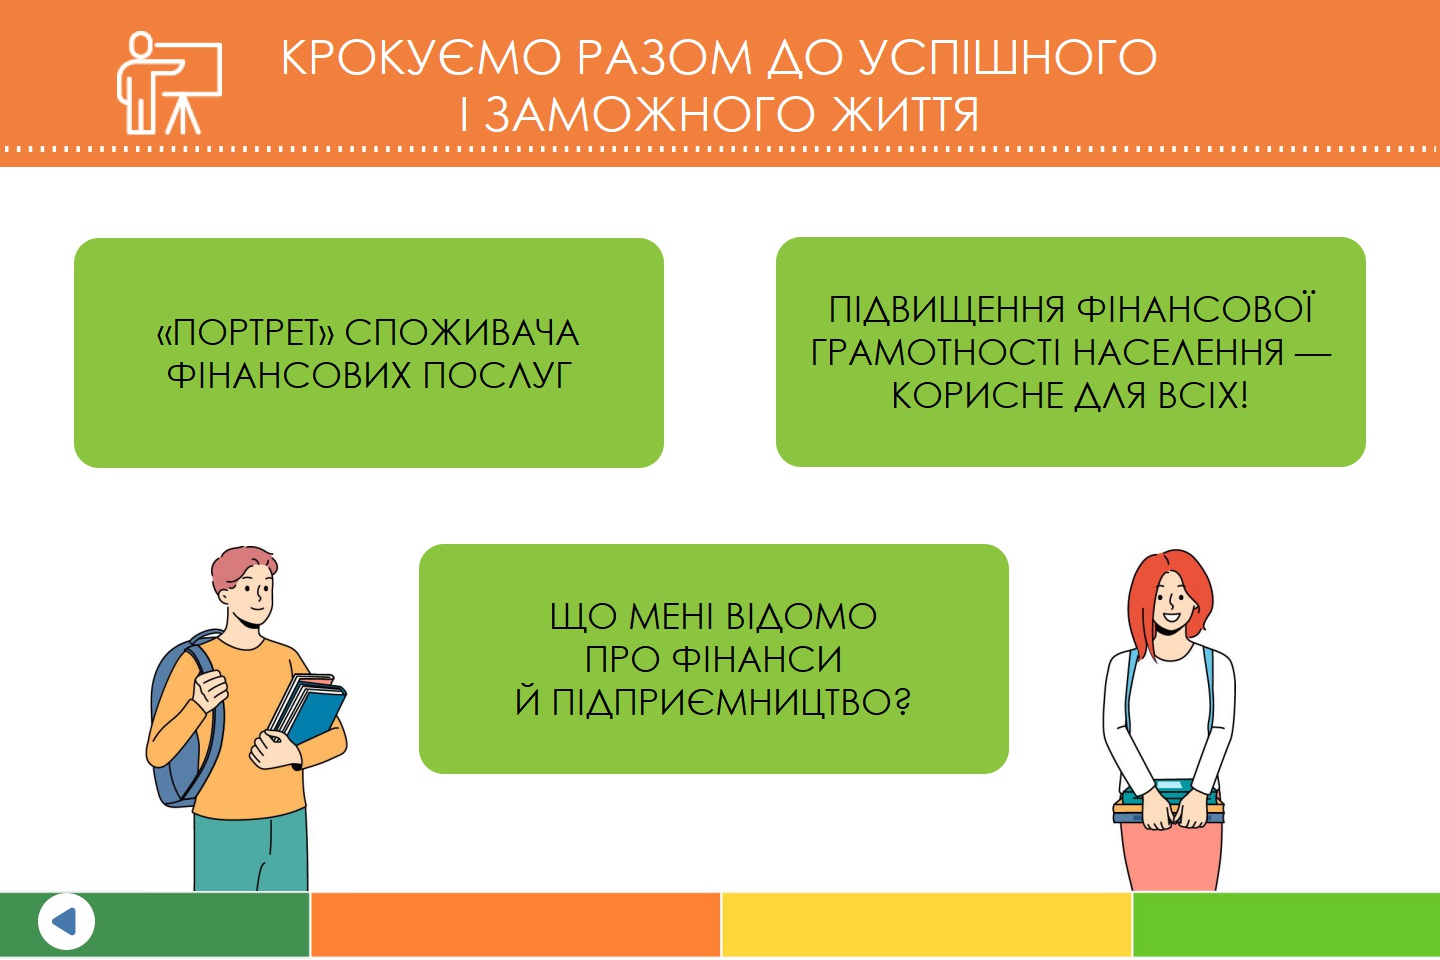 КРОКУЄМО РАЗОМ ДО УСПІШНОГО
І ЗАМОЖНОГО ЖИТТЯ
«ПОРТРЕТ» СПОЖИВАЧА
ФІНАНСОВИХ ПОСЛУГ
ПІДВИЩЕННЯ ФІНАНСОВОЇ
ГРАМОТНОСТІ НАСЕЛЕННЯ —
КОРИСНЕ ДЛЯ ВСІХ!
ЩО МЕНІ ВІДОМО
ПРО ФІНАНСИ
Й ПІДПРИЄМНИЦТВО?